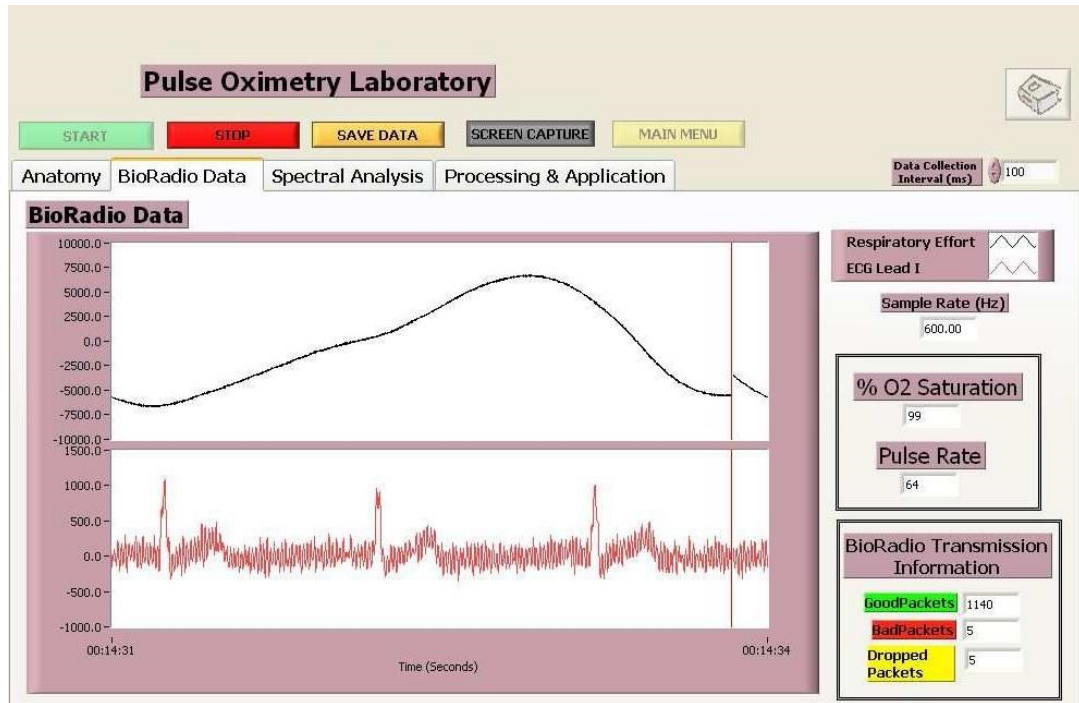 Pulse Oximetry Laboratory
START STOP SAVE DATA SCREEN CAPTURE MAIN MENU
Anatomy BioRadio Data Spectral Analysis Processing & Application
Data Collection
Interval (ms) 100
BioRadio Data
10000.0
7500.0
5000.0
2500.0
0.0
-2500.0
-5000.0
-7500.0
-10000.0
1500.0
1000.0
500.0
0.0
-500.0
-1000.0
00:14:31 00:14:34
Time (Seconds)
Respiratory Effort
ECG Lead I
Sample Rate (Hz)
600.00
% O2 Saturation
99
Pulse Rate
64
BioRadio Transmission
Information
GoodPackets 1140
BadPackets 5
Dropped
Packets 5